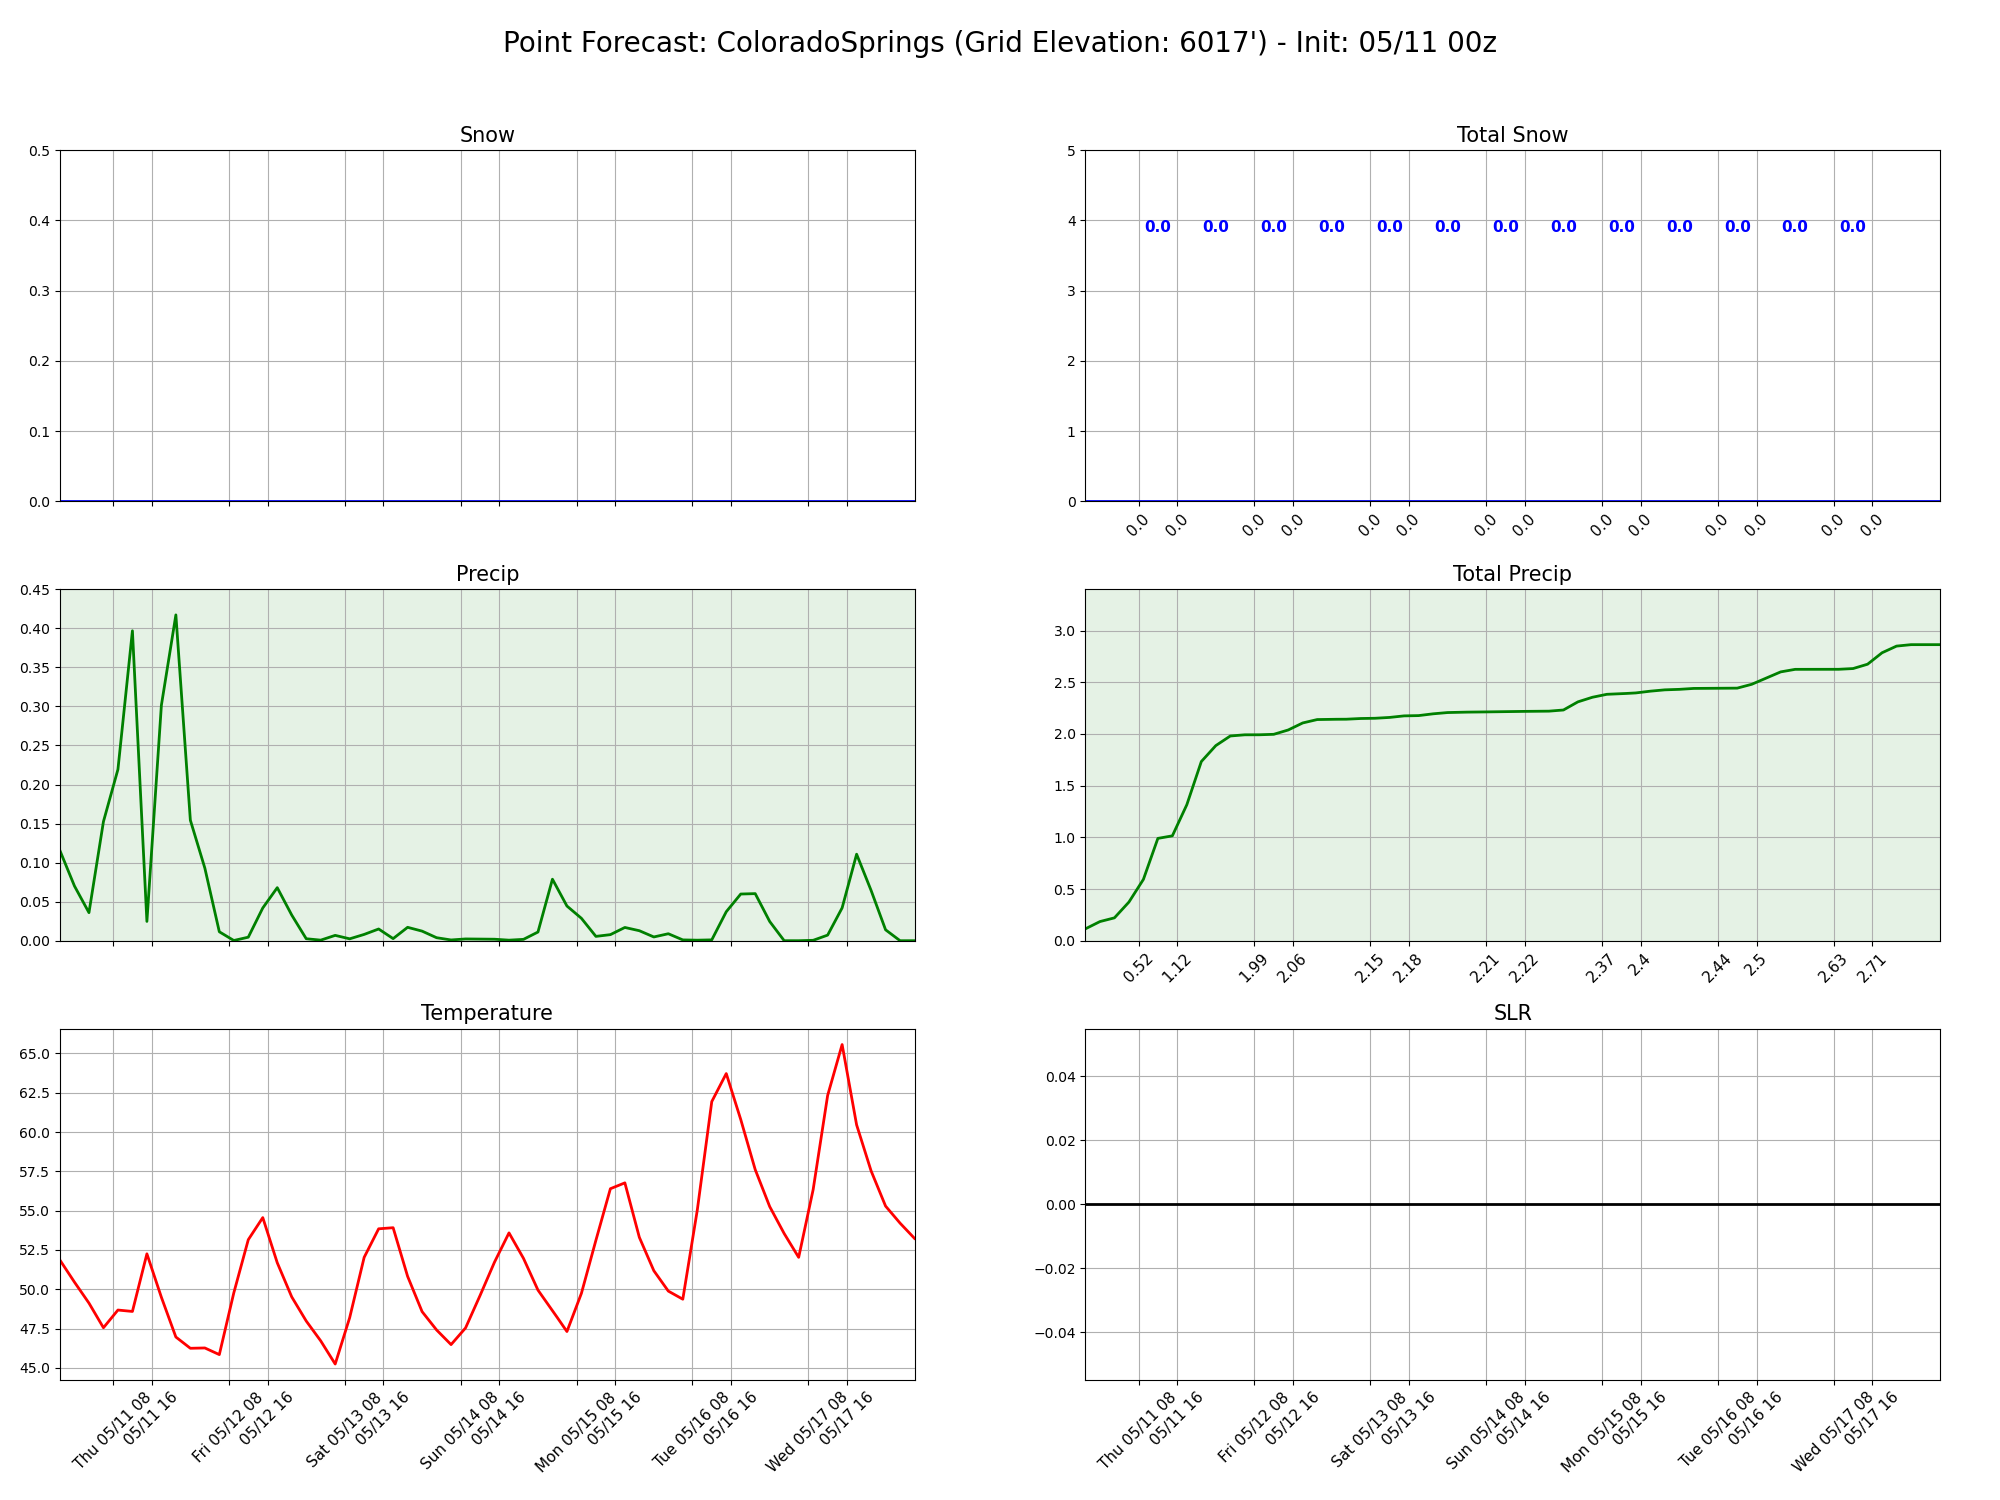 Point Forecast: ColoradoSprings (Grid Elevation: 6017') - Init: 05/11 00z
Snow
0.5
0.4
0.3
0.2
0.1
0.0
Total Snow
5
4
3
2
1
0
0.0 0.0 0.0 0.0 0.0 0.0 0.0 0.0 0.0 0.0 0.0 0.0 0.0
0.0 0.0 0.0 0.0 0.0 0.0 0.0 0.0 0.0 0.0 0.0 0.0 0.0 0.0
Precip
0.45
0.40
0.35
0.30
0.25
0.20
0.15
0.10
0.05
0.00
Total Precip
3.0
2.5
2.0
1.5
1.0
0.5
0.0
0.52 1.12 1.99 2.06 2.15 2.18 2.21 2.22 2.37 2.4 2.44 2.5 2.63 2.71
Temperature
65.0
62.5
60.0
57.5
55.0
52.5
50.0
47.5
45.0
Thu 05/11 08
05/11 16
Fri 05/12 08
05/12 16
Sat 05/13 08
05/13 16
Sun 05/14 08
05/14 16
Mon 05/15 08
05/15 16
Tue 05/16 08
05/16 16
Wed 05/17 08
05/17 16
SLR
0.04
0.02
0.00
−0.02
−0.04
Thu 05/11 08
05/11 16
Fri 05/12 08
05/12 16
Sat 05/13 08
05/13 16
Sun 05/14 08
05/14 16
Mon 05/15 08
05/15 16
Tue 05/16 08
05/16 16
Wed 05/17 08
05/17 16